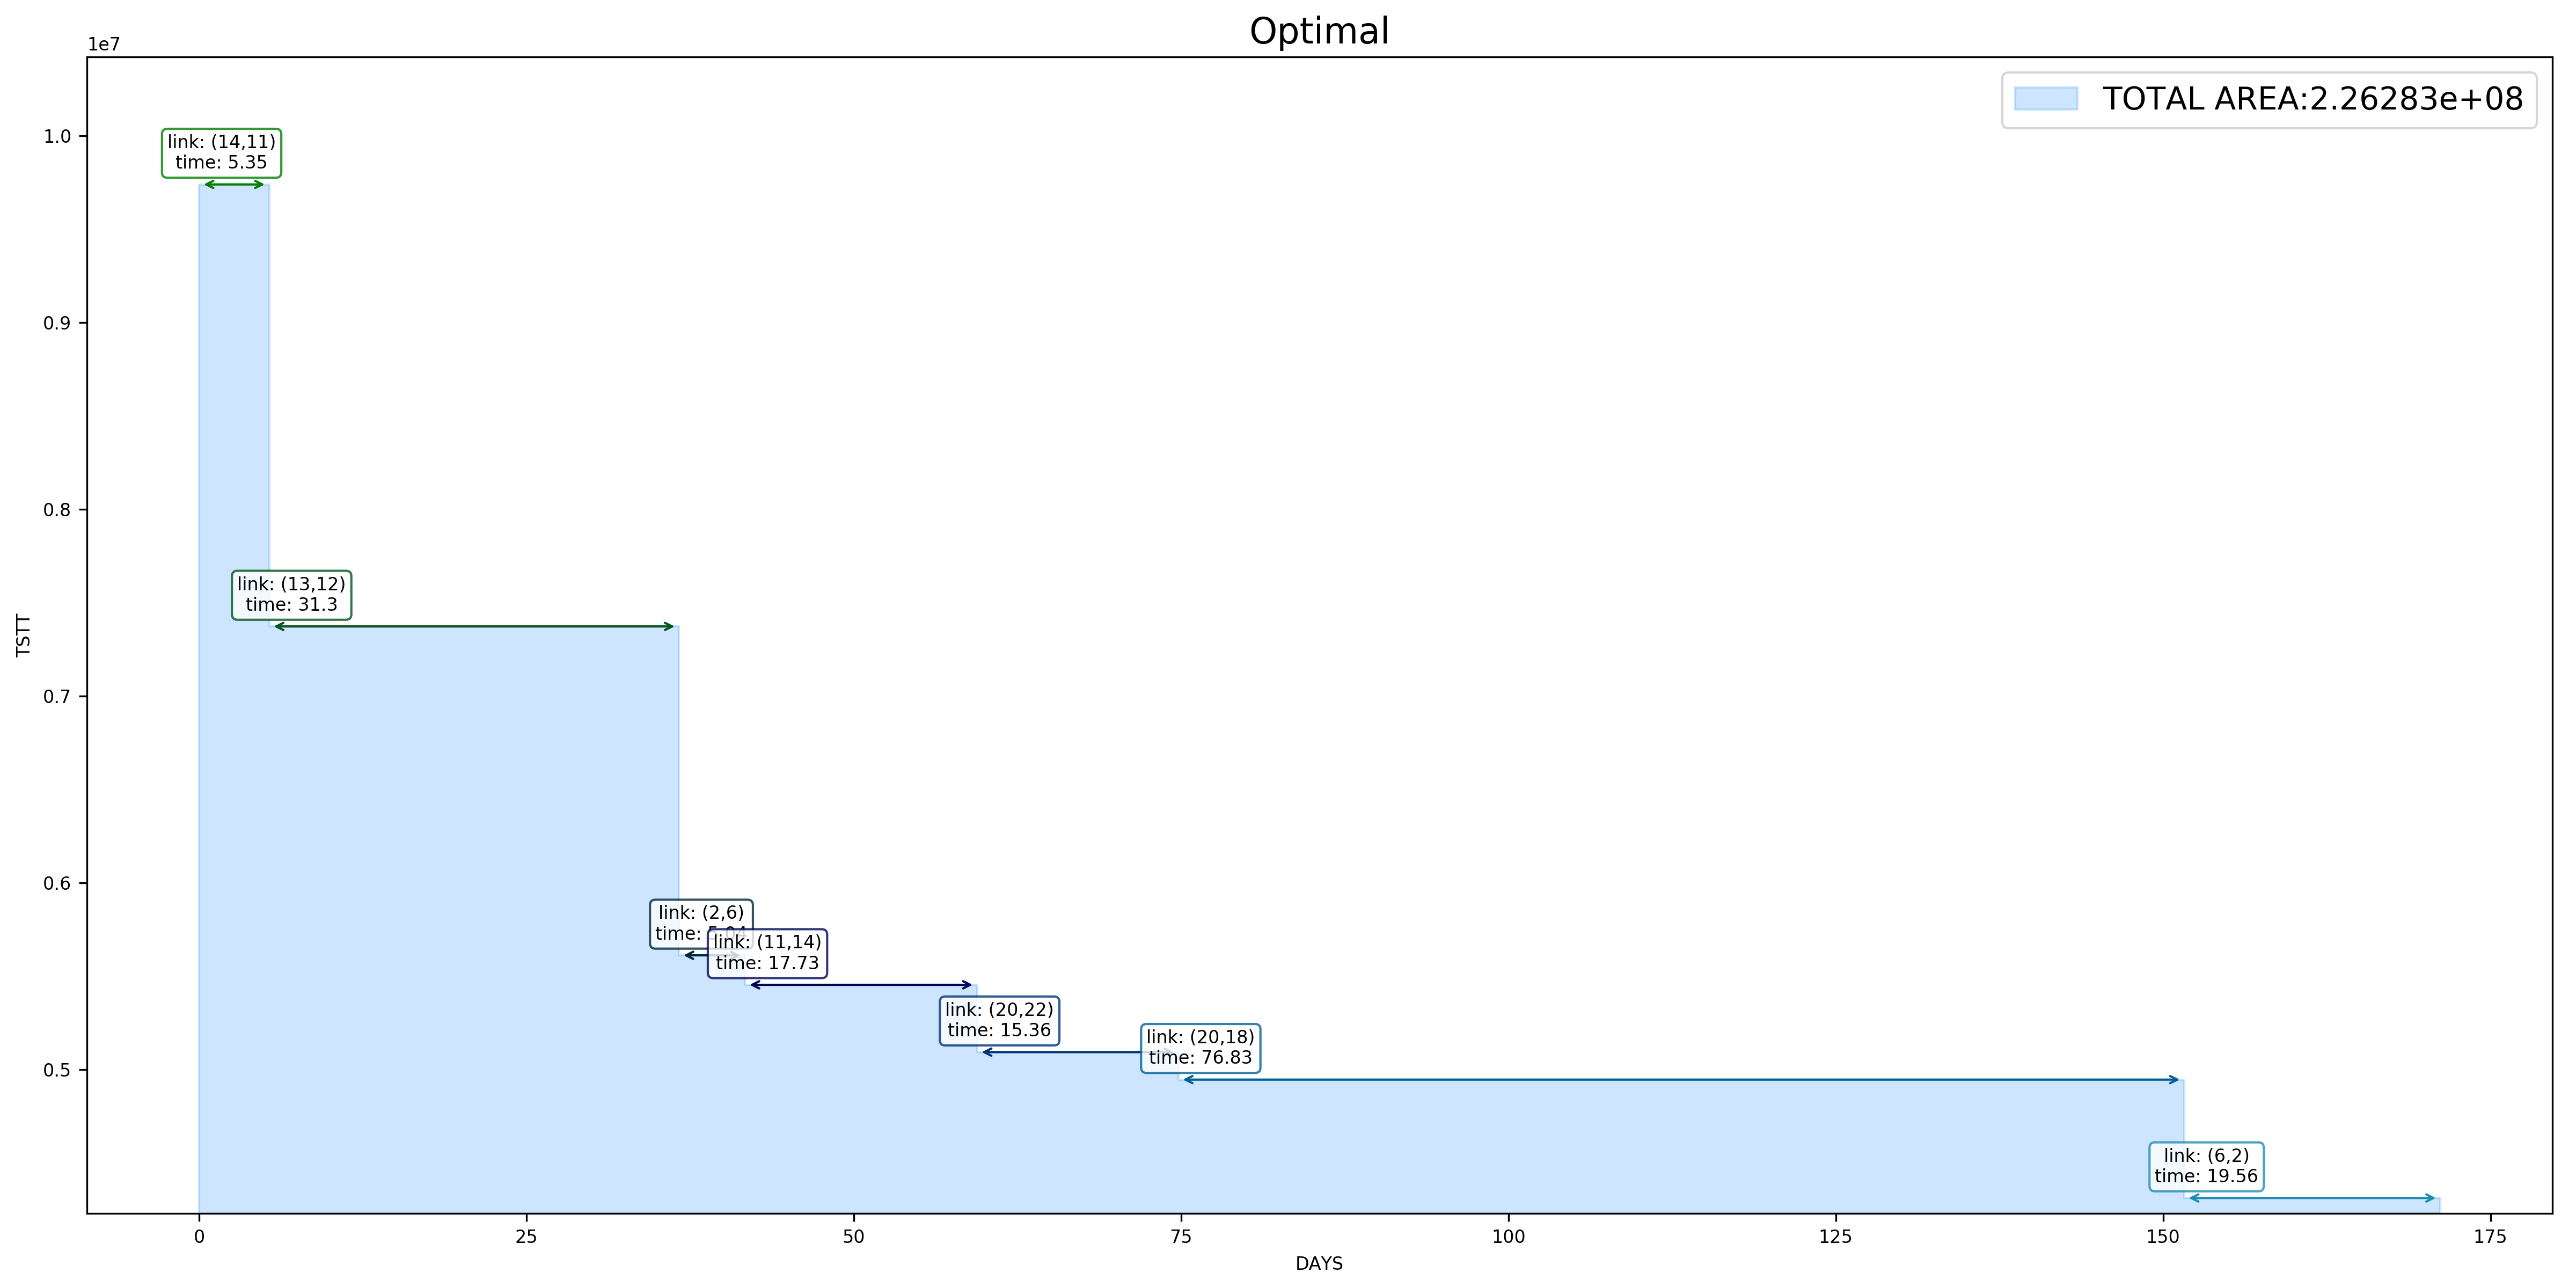 Optimal
1e7
TOTAL AREA:2.26283e+08
1.0
0.9
0.8
0.7
0.6
0.5
TSTT
link: (14,11)
time: 5.35
link: (13,12)
time: 31.3
link: (2,6)
time:
link: (11,14)
time: 17.73
link: (20,22)
time: 15.36
link: (20,18)
time: 76.83
link: (6,2)
time: 19.56
0
25
50
75
100
125
150
175
DAYS